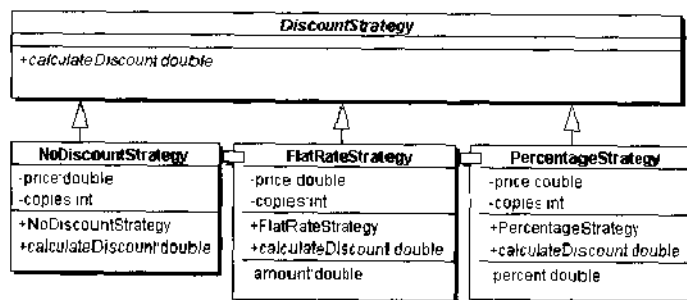 DiscountStrategy
+calculateDiscount:double
NoDiscountStrategy
-price:double
-copies:int
+NoDiscountStrategy
+calculateDiscount:double
FlatRateStrategy
-price:double
-copies:int
+FlatRateStrategy
+calculateDiscount:double
amount:double
PercentageStrategy
-price:double
-copies:int
+PercentageStrategy
+calculateDiscount:double
percent:double